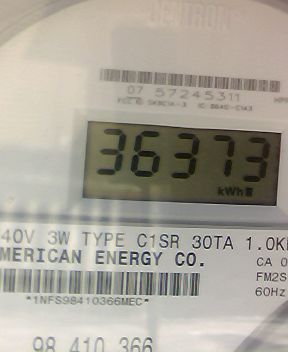 CENTRON
07 57245311
36373
kWh
40V 3W TYPE C1SR 30TA 1.0K
MERICAN ENERGY CO.
CA 0
FM2S
*1NFS98410366MEC*
60Hz
98 410 366